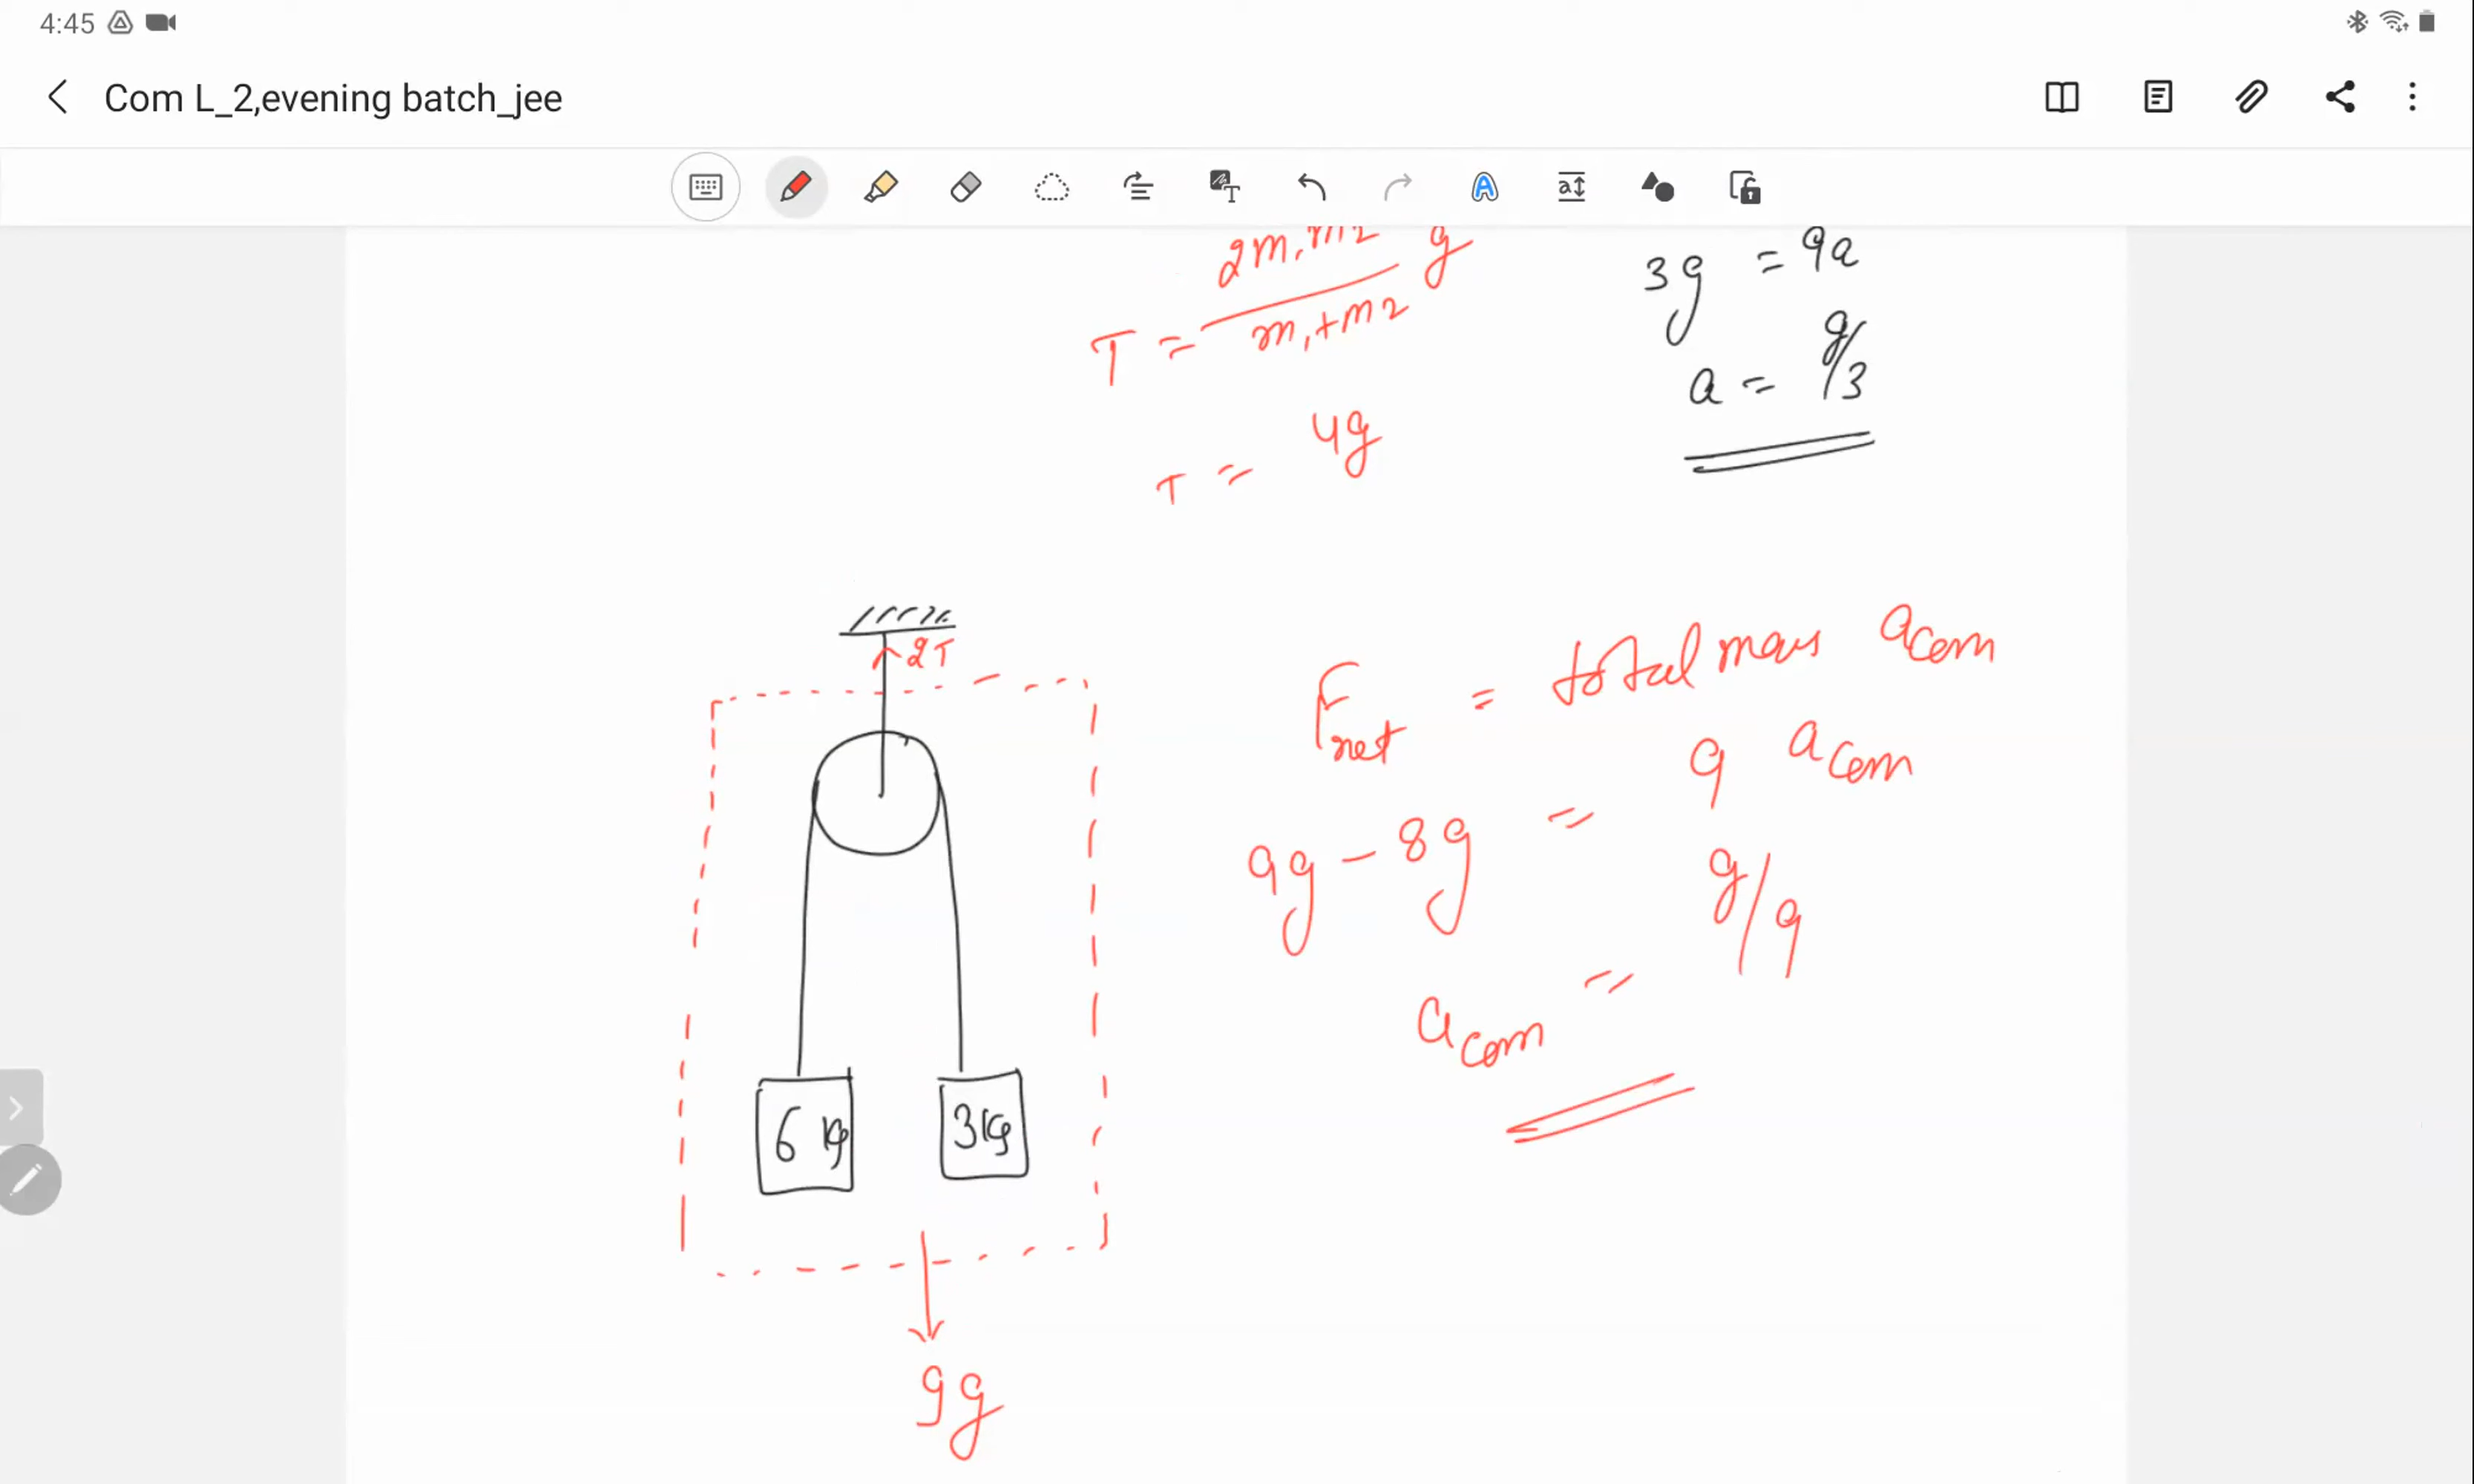 4:45
Com L_2,evening batch_jee
T = 2m1m2 / m1+m2 g
3g = 9a
a = g/3
T = 4g
2T
Fnet = total mass acom
9g - 8g = 9 acom
acom = g/9
6 kg
3kg
9g